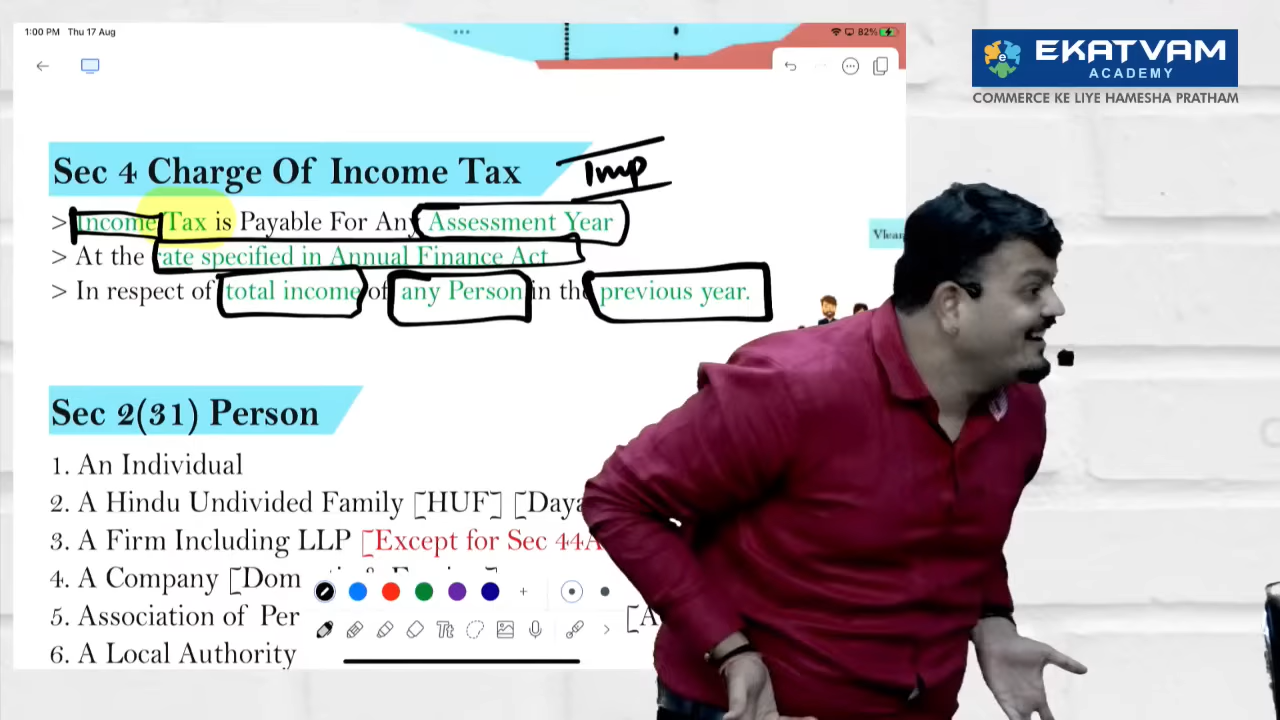 1:00 PM Thu 17 Aug
82%
EKATVAM
ACADEMY
COMMERCE KE LIYE HAMESHA PRATHAM
Sec 4 Charge Of Income Tax
Imp
> Income Tax is Payable For Any Assessment Year
> At the rate specified in Annual Finance Act
> In respect of total income of any Person in the previous year.
Sec 2(31) Person
1. An Individual
2. A Hindu Undivided Family [HUF]
3. A Firm Including LLP [Except for Sec
4. A Company
5. Association of
6. A Local Authority